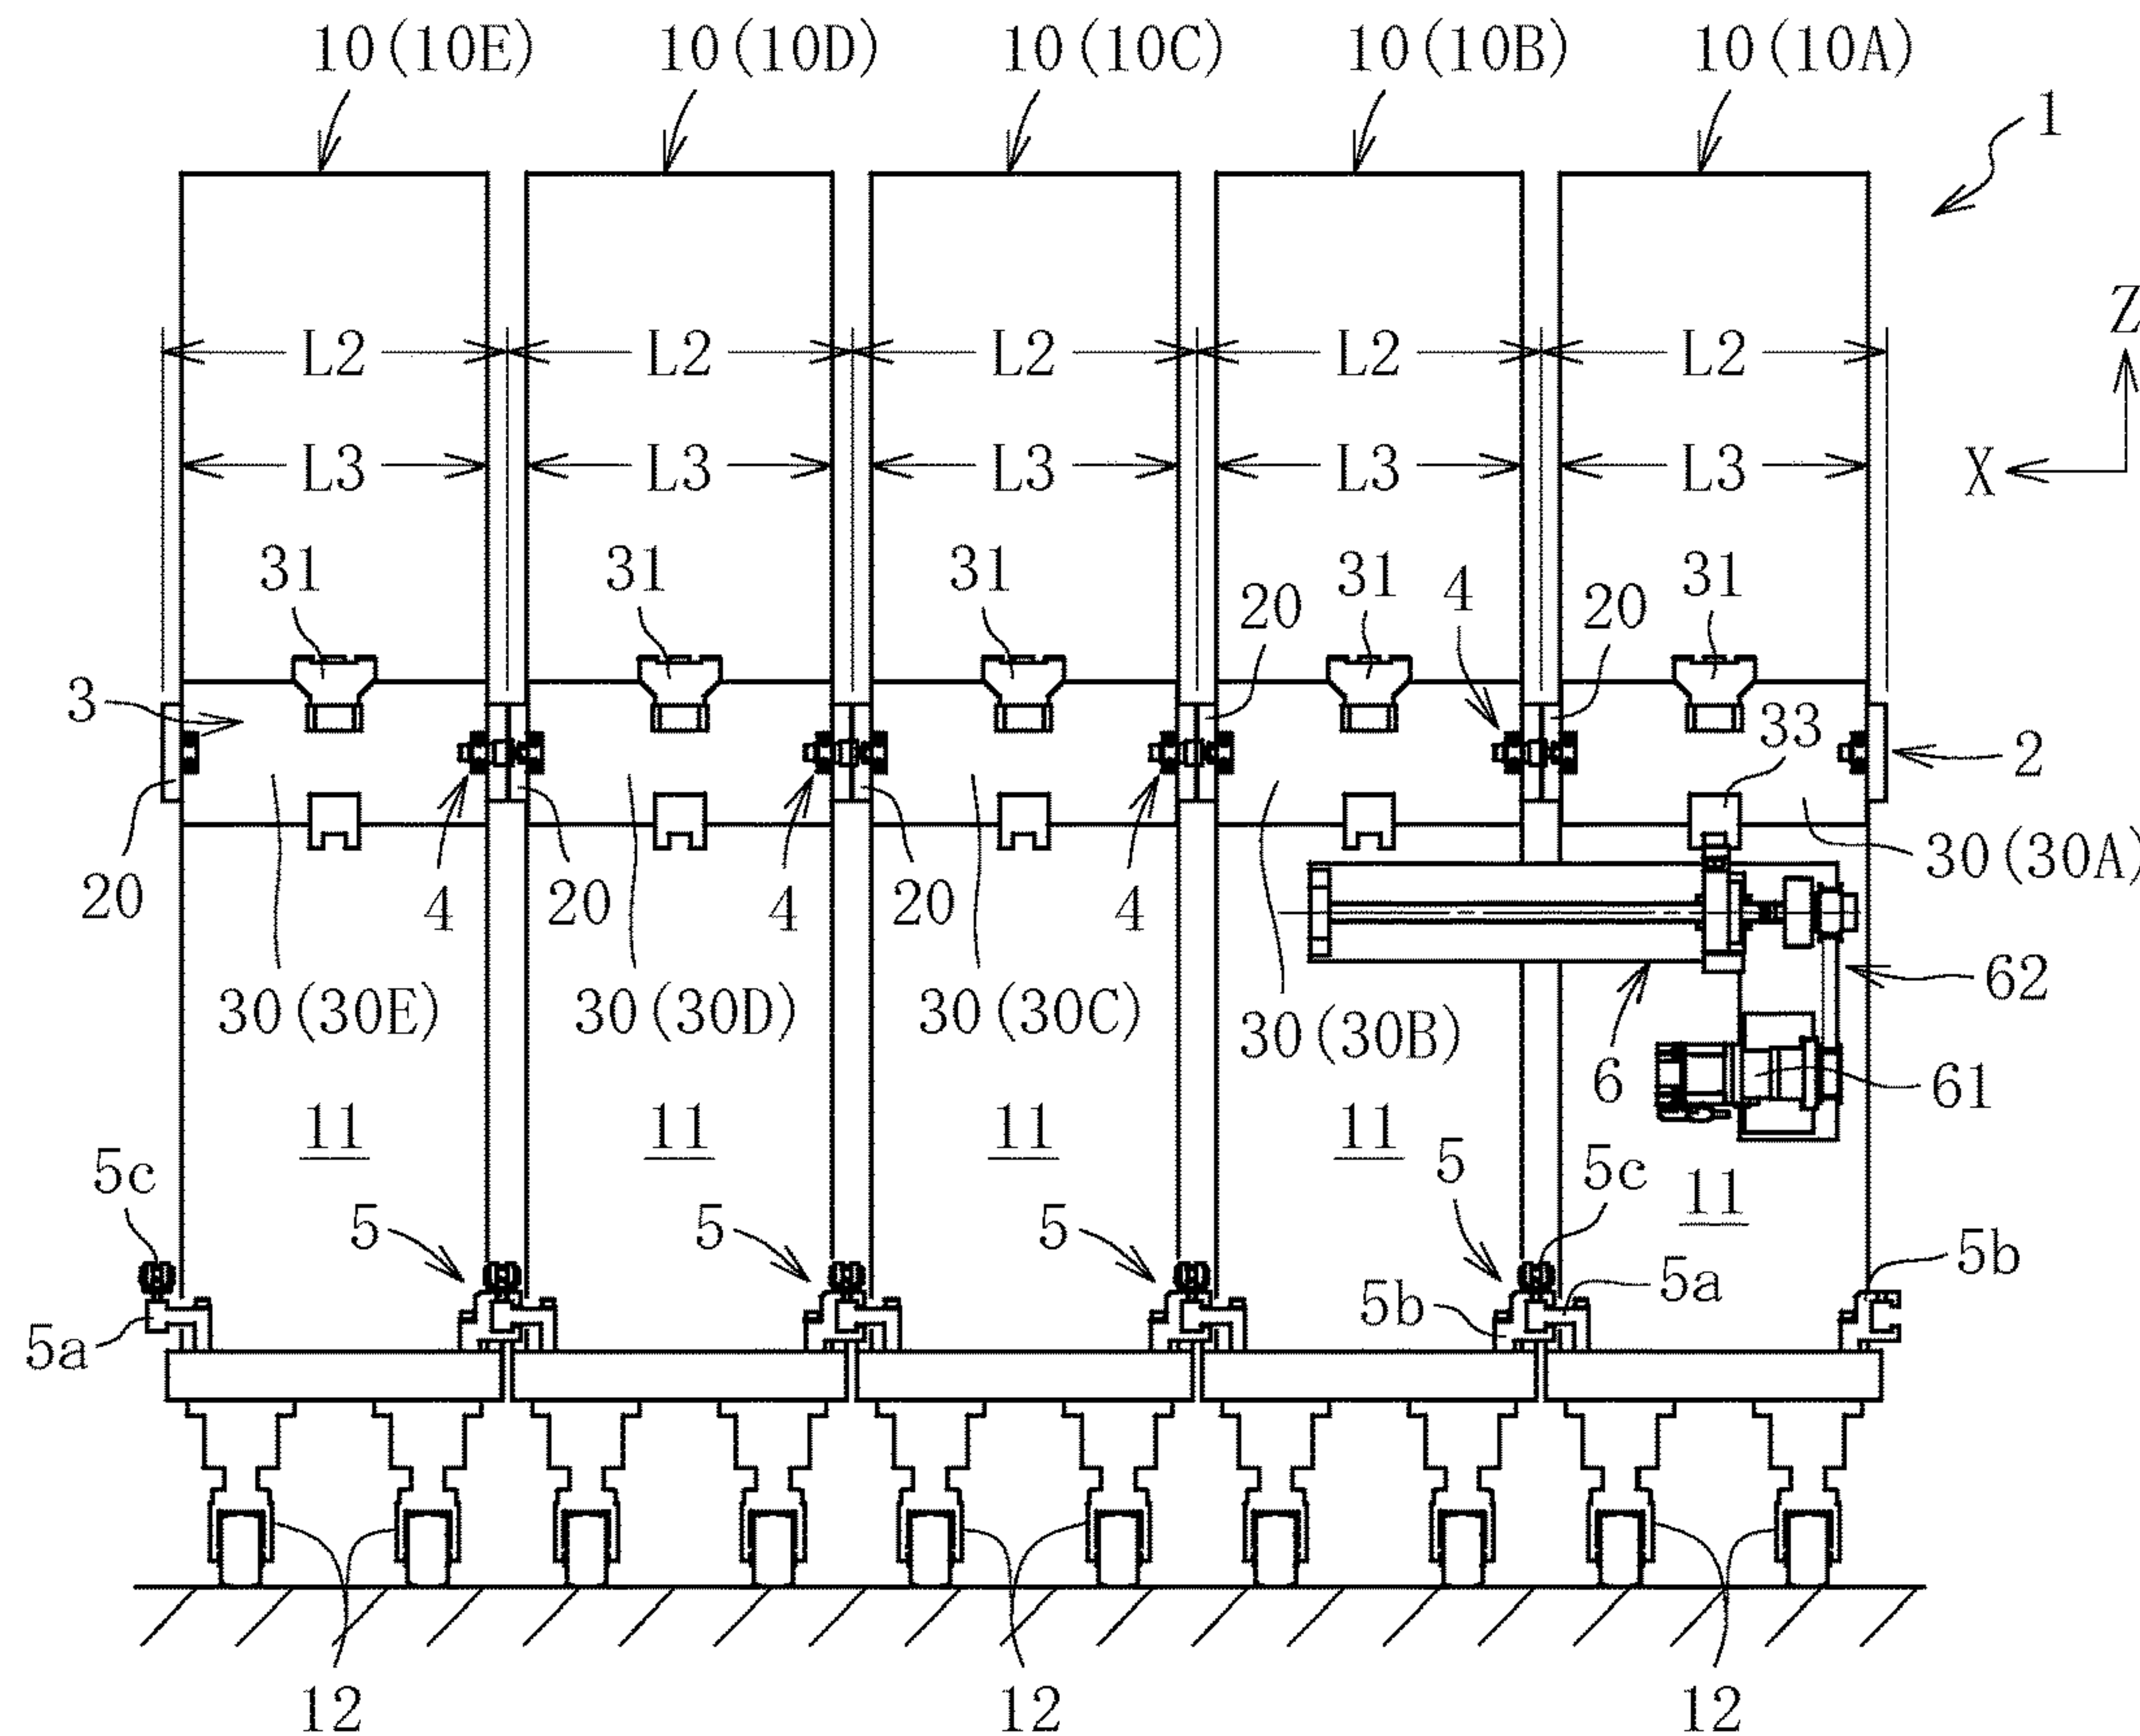 10(10E) 10(10D) 10(10C) 10(10B) 10(10A)
1
Z
L2 L2 L2 L2 L2
L3 L3 L3 L3 L3
X
31 31 31 31 4 20 31
20
3 33
2
20 4 20 4 20 4 30(30A)
62
30(30E) 30(30D) 30(30C) 30(30B)
6 61
11 11 11 11
5c 5 5c
11
5 5 5
5b
5a
5b
5a
12 12 12